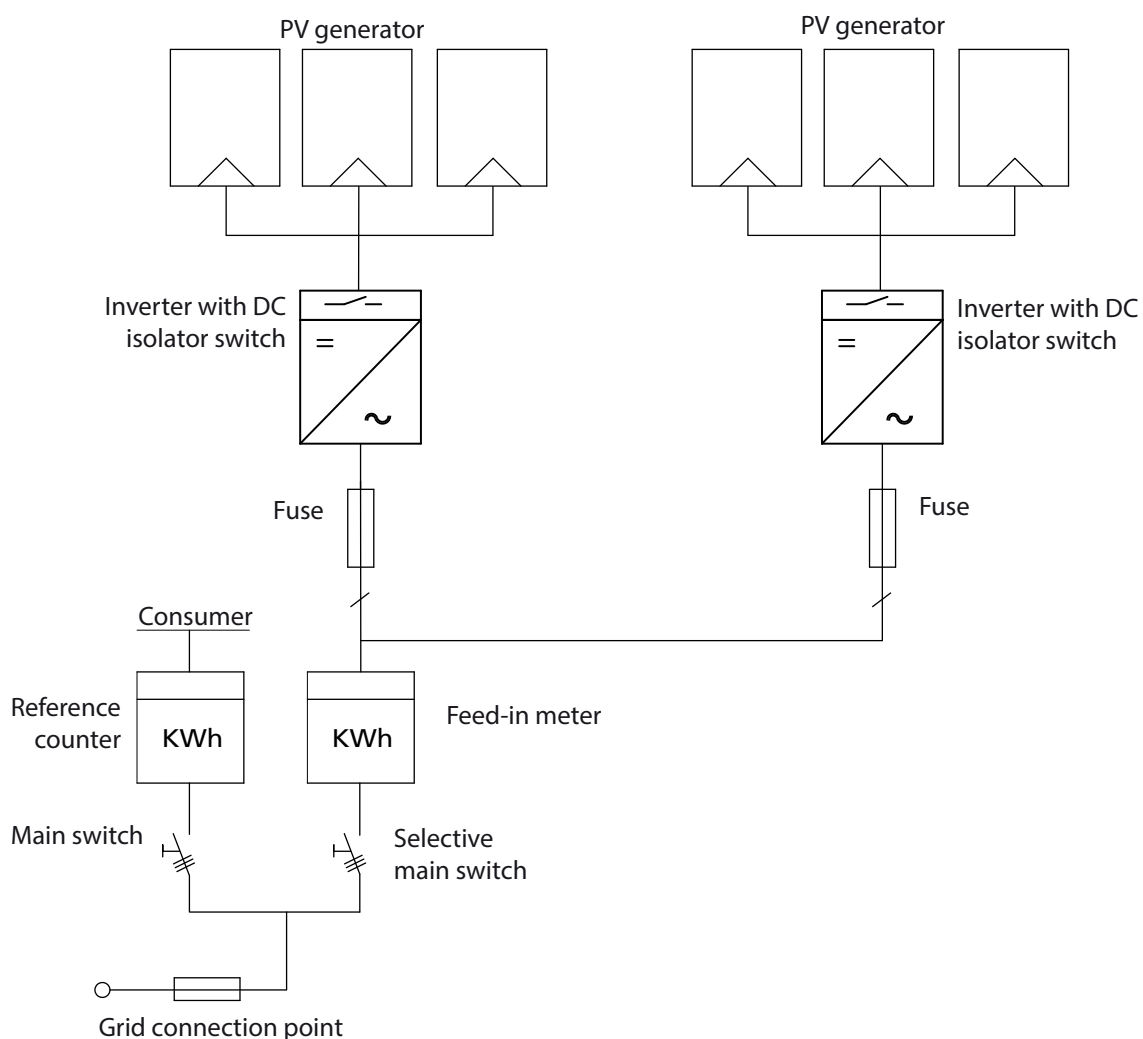 PV generator
PV generator
Inverter with DC
isolator switch
Inverter with DC
isolator switch
Fuse
Fuse
Consumer
Reference
counter
KWh
KWh
Feed-in meter
Main switch
Selective
main switch
Grid connection point